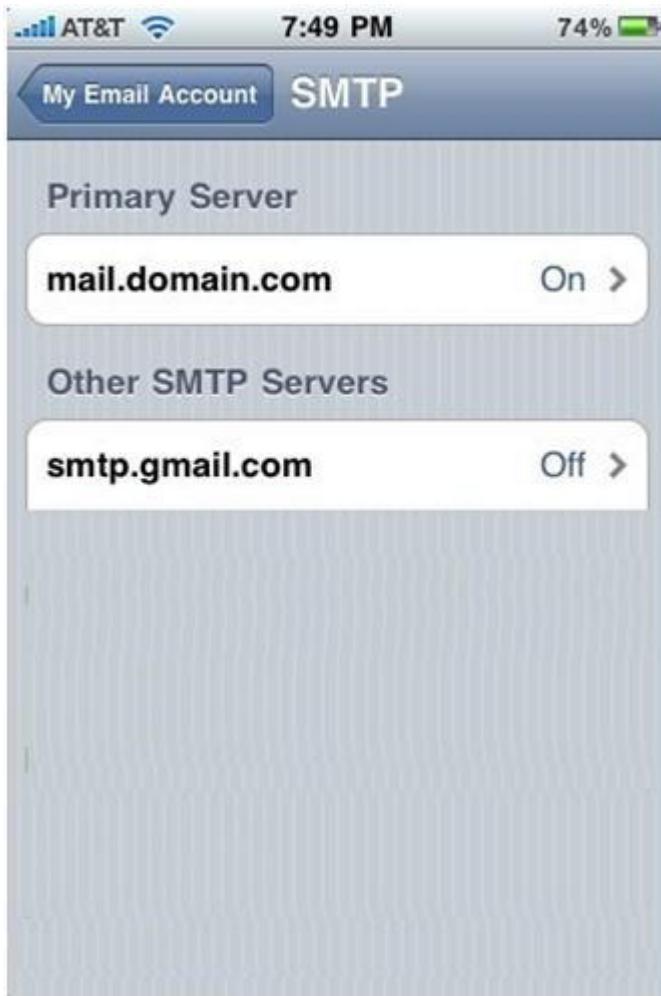 AT&T 7:49 PM 74%
My Email Account SMTP
Primary Server
mail.domain.com On
Other SMTP Servers
smtp.gmail.com Off